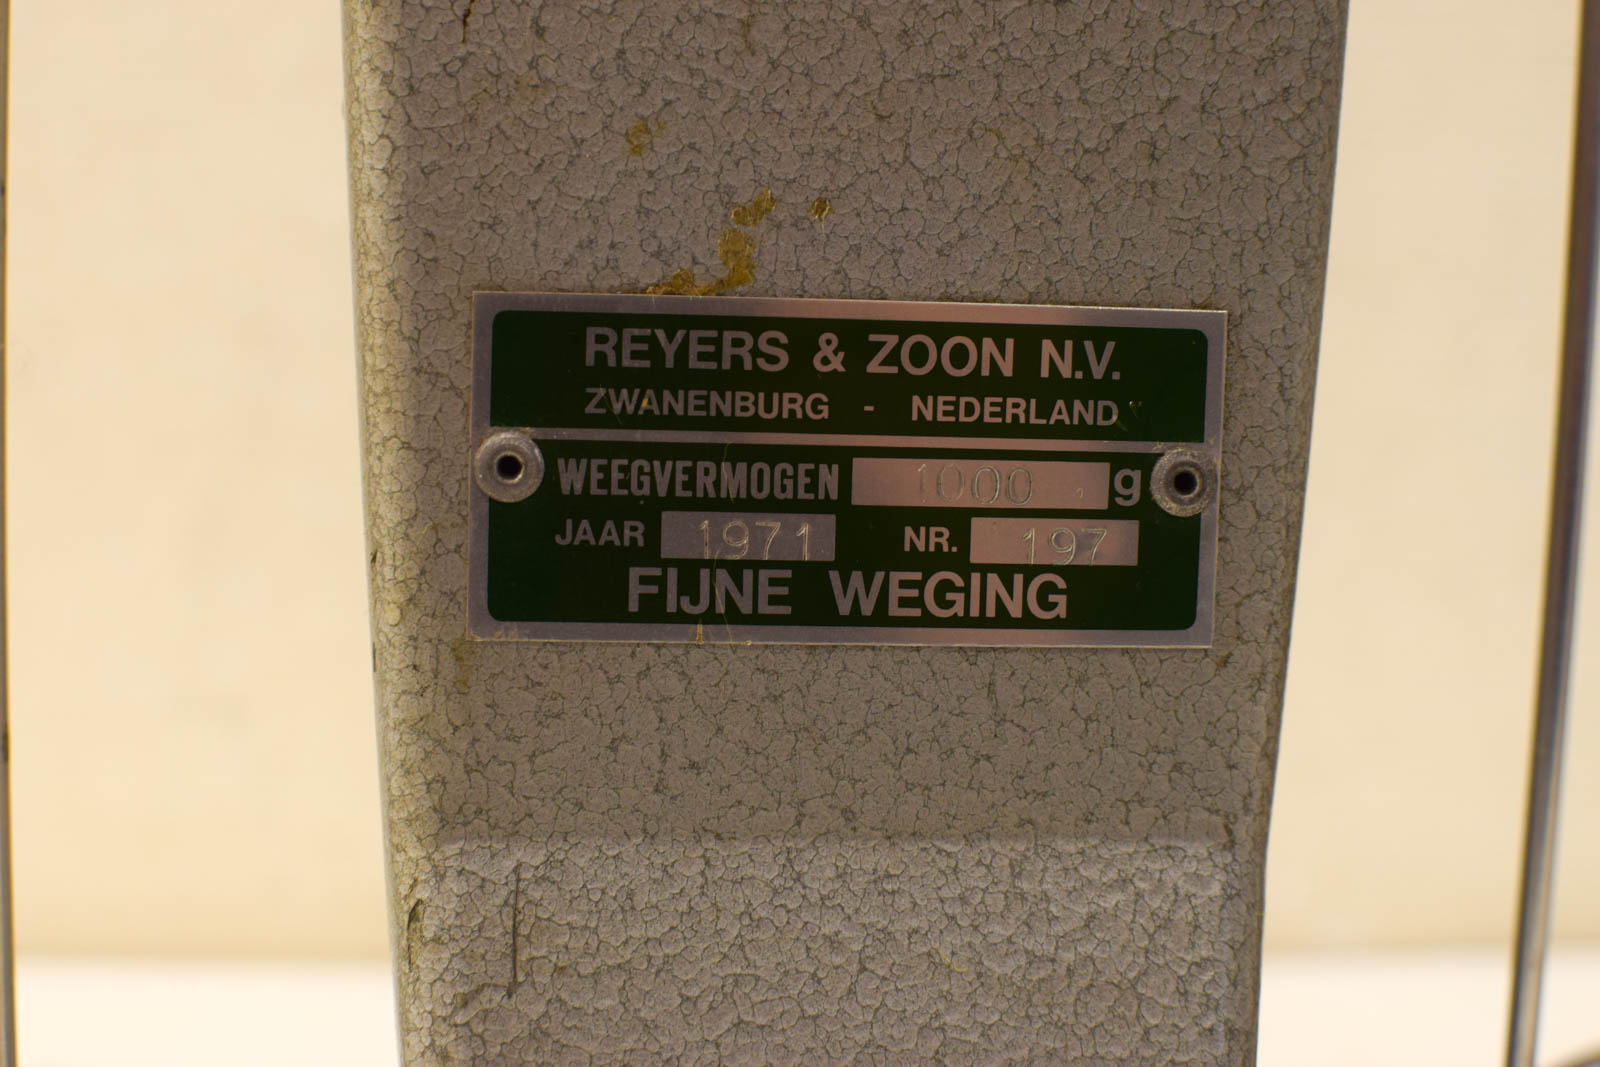 REYERS & ZOON N.V.
ZWANENBURG - NEDERLAND
WEEGVERMOGEN 1000 g
JAAR 1971 NR. 197
FIJNE WEGING